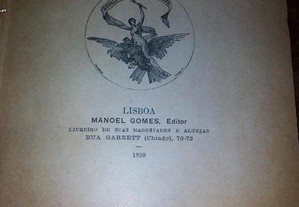 LISBOA
MANOEL GOMES, Editor
LIVREIRO DE SUAS MAGESTADES E ALTEZAS
RUA GARRETT (Chiado), 70-72